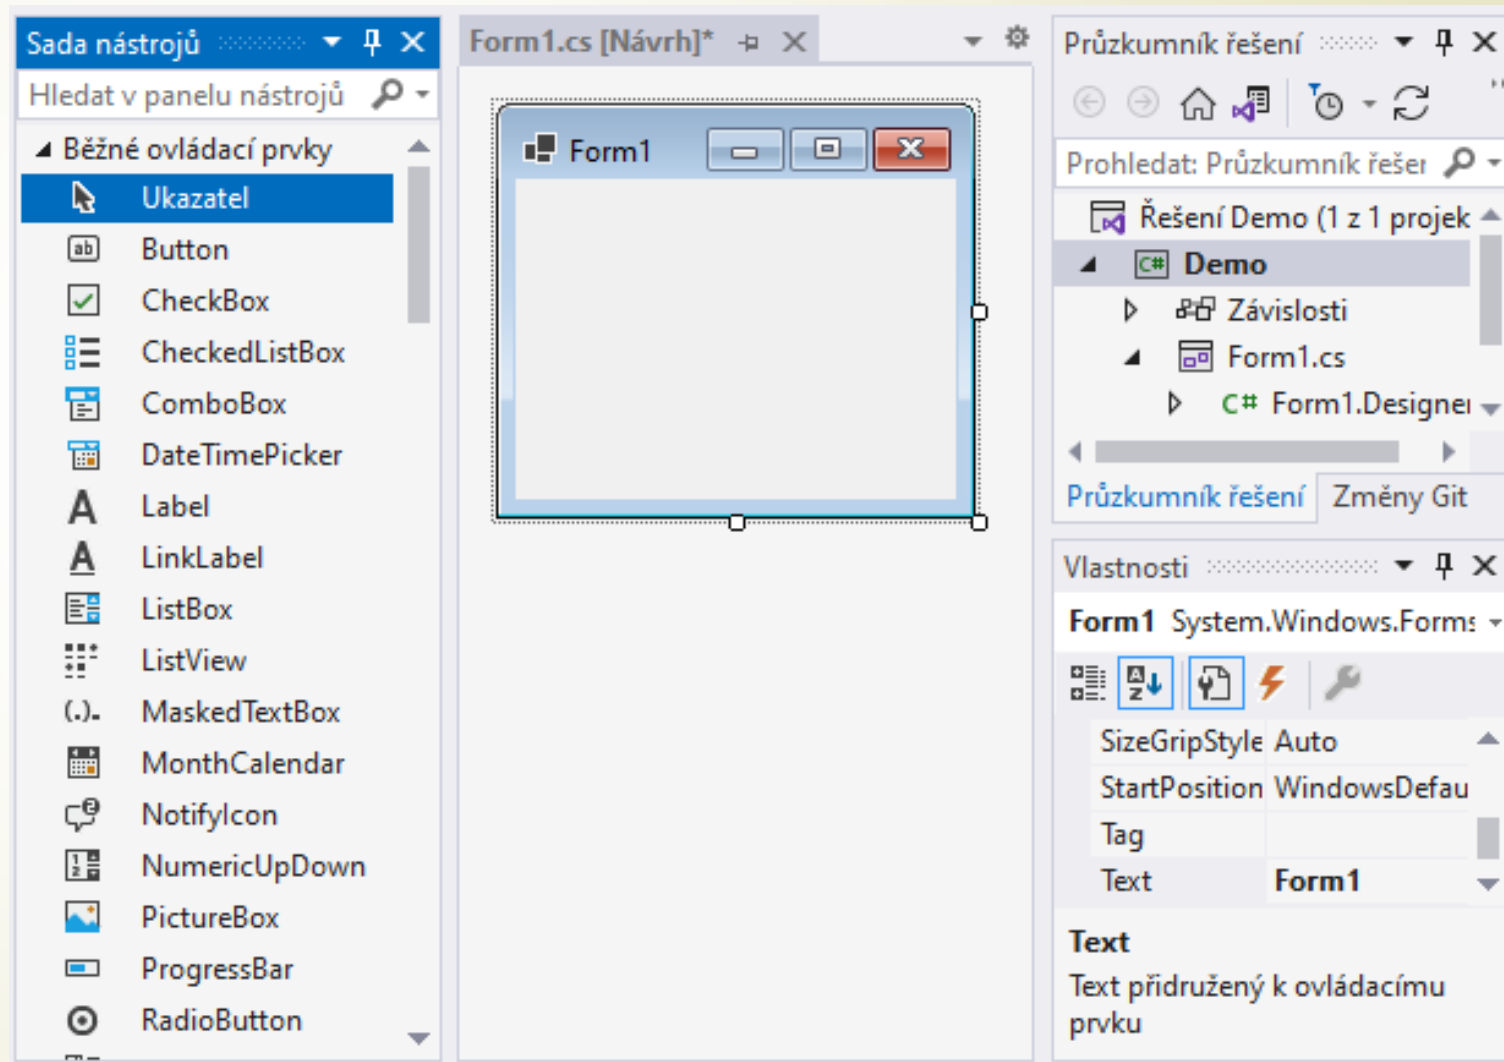 Sada nástrojů
Hledat v panelu nástrojů
Běžné ovládací prvky
Ukazatel
Button
CheckBox
CheckedListBox
ComboBox
DateTimePicker
Label
LinkLabel
ListBox
ListView
MaskedTextBox
MonthCalendar
NotifyIcon
NumericUpDown
PictureBox
ProgressBar
RadioButton
Form1.cs [Návrh]*
Form1
Průzkumník řešení
Prohledat: Průzkumník řešer
Řešení Demo (1 z 1 projek
C# Demo
Závislosti
Form1.cs
C# Form1.Designer
Průzkumník řešení Změny Git
Vlastnosti
Form1 System.Windows.Forms
SizeGripStyle Auto
StartPosition WindowsDefau
Tag
Text Form1
Text
Text přidružený k ovládacímu
prvku